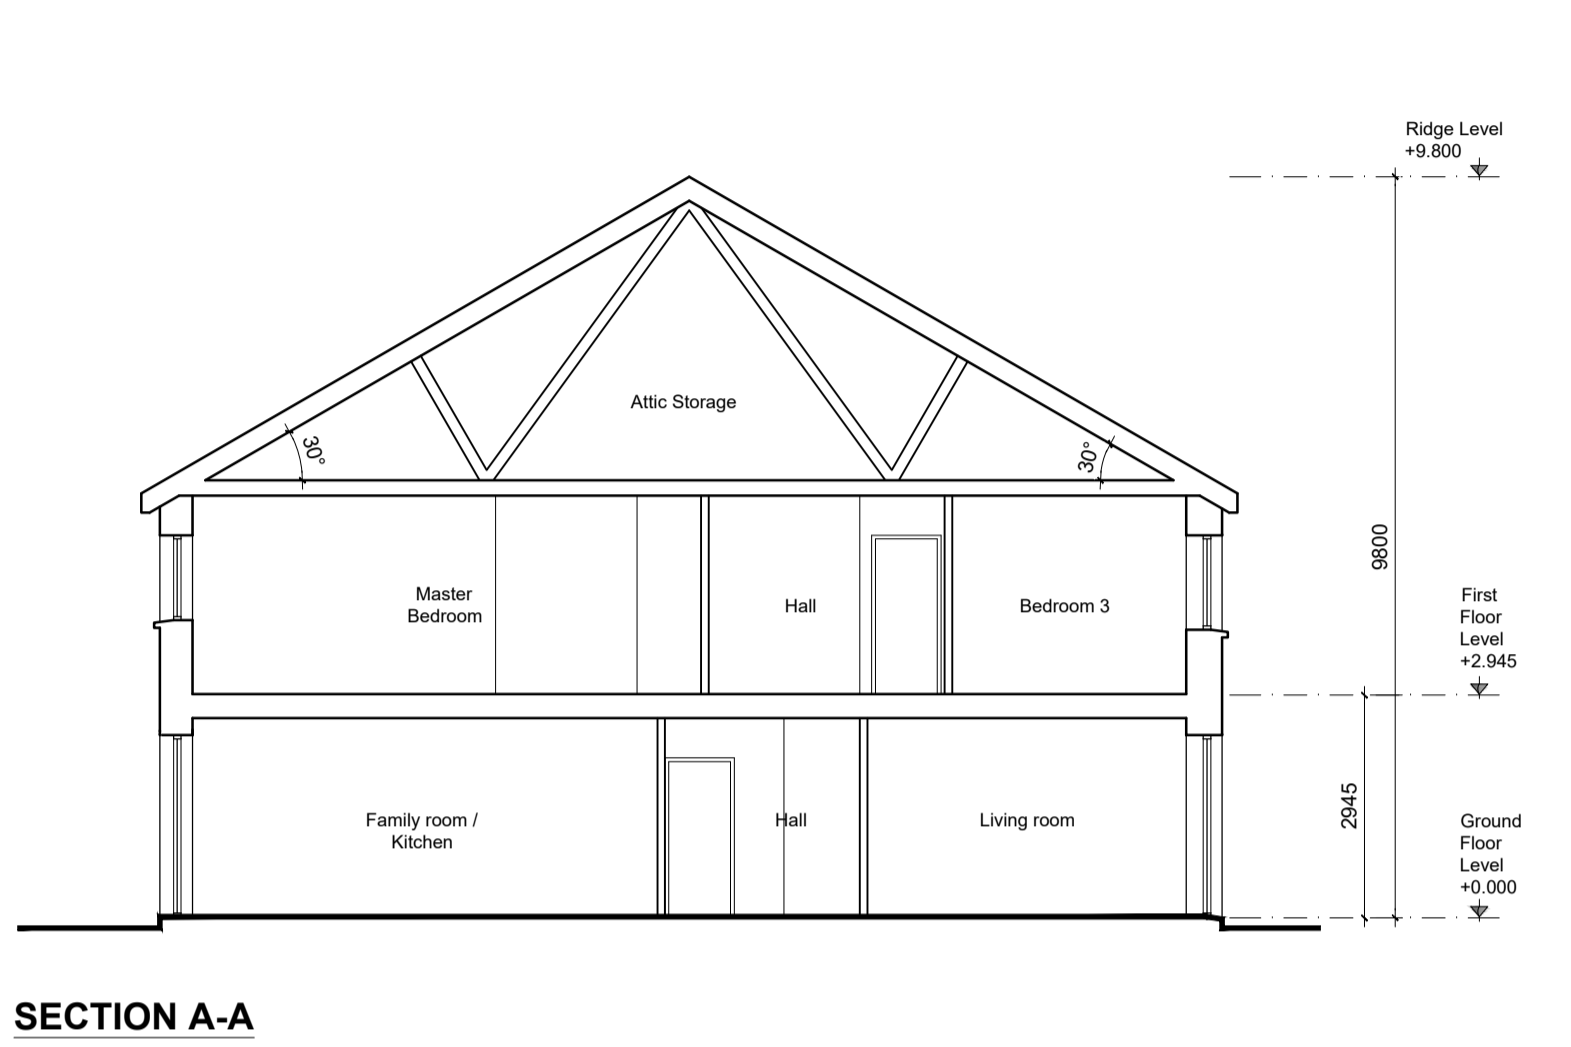 Ridge Level
+9.800
30°
Attic Storage
30°
9800
Master
Bedroom
Hall
Bedroom 3
First
Floor
Level
+2.945
Family room /
Kitchen
Hall
Living room
2945
Ground
Floor
Level
+0.000
SECTION A-A